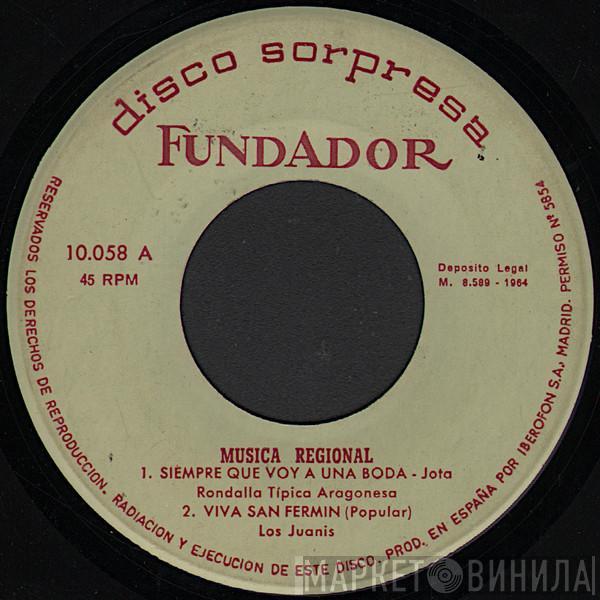 disco sorpresa
FUNDADOR
10.058 A
45 RPM
Deposito Legal
M. 8.589 - 1964
MUSICA REGIONAL
1. SIEMPRE QUE VOY A UNA BODA - Jota
Rondalla Típica Aragonesa
2. VIVA SAN FERMIN (Popular)
Los Juanis
RESERVADOS LOS DERECHOS DE REPRODUCCION, RADIACION Y EJECUCION DE ESTE DISCO. PROD. EN ESPAÑA POR IBEROFON S.A., MADRID. PERMISO Nº 5854
МАРКЕТ ВИНИЛА